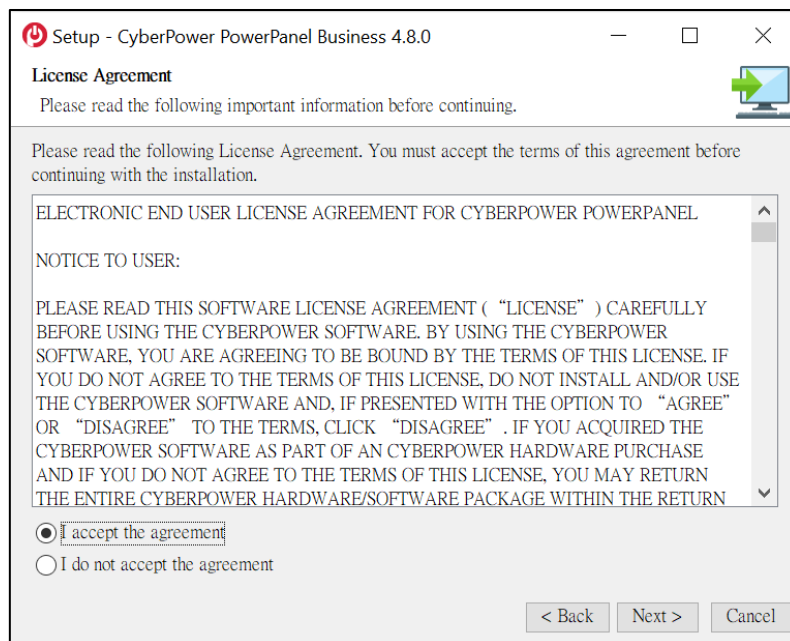 Setup - CyberPower PowerPanel Business 4.8.0
License Agreement
Please read the following important information before continuing.
Please read the following License Agreement. You must accept the terms of this agreement before
continuing with the installation.
ELECTRONIC END USER LICENSE AGREEMENT FOR CYBERPOWER POWERPANEL
NOTICE TO USER:
PLEASE READ THIS SOFTWARE LICENSE AGREEMENT ( “LICENSE” ) CAREFULLY
BEFORE USING THE CYBERPOWER SOFTWARE. BY USING THE CYBERPOWER
SOFTWARE, YOU ARE AGREEING TO BE BOUND BY THE TERMS OF THIS LICENSE. IF
YOU DO NOT AGREE TO THE TERMS OF THIS LICENSE, DO NOT INSTALL AND/OR USE
THE CYBERPOWER SOFTWARE AND, IF PRESENTED WITH THE OPTION TO “AGREE”
OR “DISAGREE” TO THE TERMS, CLICK “DISAGREE” . IF YOU ACQUIRED THE
CYBERPOWER SOFTWARE AS PART OF AN CYBERPOWER HARDWARE PURCHASE
AND IF YOU DO NOT AGREE TO THE TERMS OF THIS LICENSE, YOU MAY RETURN
THE ENTIRE CYBERPOWER HARDWARE/SOFTWARE PACKAGE WITHIN THE RETURN
I accept the agreement
I do not accept the agreement
< Back Next > Cancel